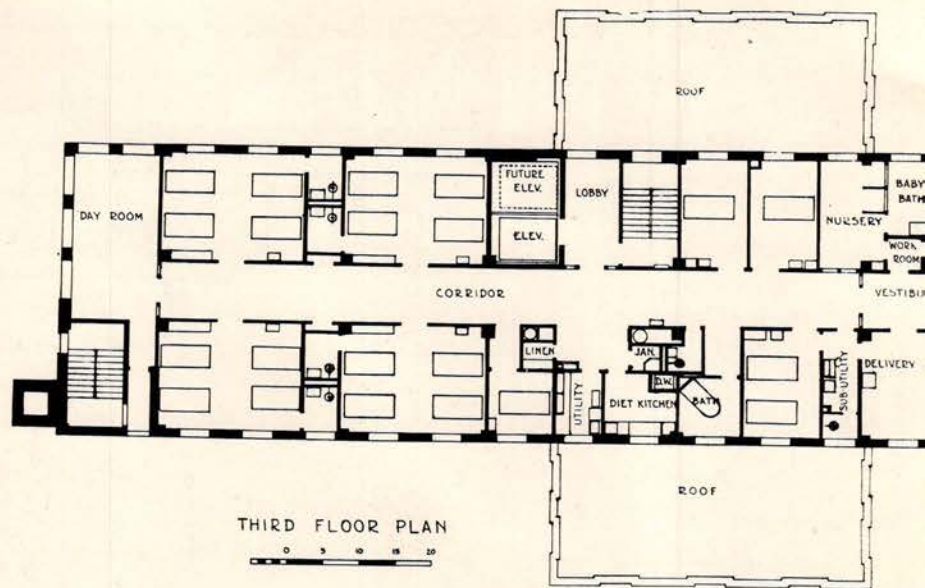 ROOF
FUTURE
ELEV.
LOBBY
BABY
BATH
DAY ROOM
NURSERY
ELEV.
WORK
ROOM
CORRIDOR
LINEN
JAN.
DELIVERY
D.W.
UTILITY
DIET KITCHEN
BATH
SUB-UTILITY
ROOF
THIRD FLOOR PLAN
0 5 10 15 20